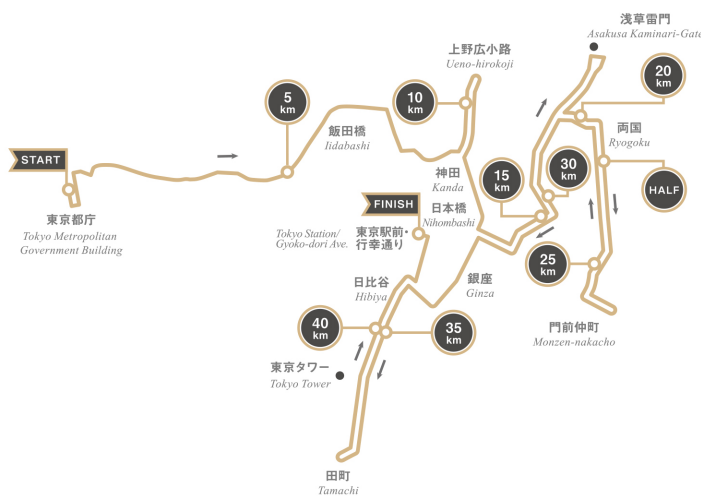 START
東京都庁
Tokyo Metropolitan
Government Building
5
km
飯田橋
Iidabashi
10
km
上野広小路
Ueno-hirokoji
神田
Kanda
日本橋
Nihombashi
15
km
浅草雷門
Asakusa Kaminari-Gate
20
km
両国
Ryogoku
HALF
25
km
門前仲町
Monzen-nakacho
30
km
銀座
Ginza
日比谷
Hibiya
35
km
40
km
東京タワー
Tokyo Tower
田町
Tamachi
FINISH
Tokyo Station/
Gyoko-dori Ave.
東京駅前・
行幸通り